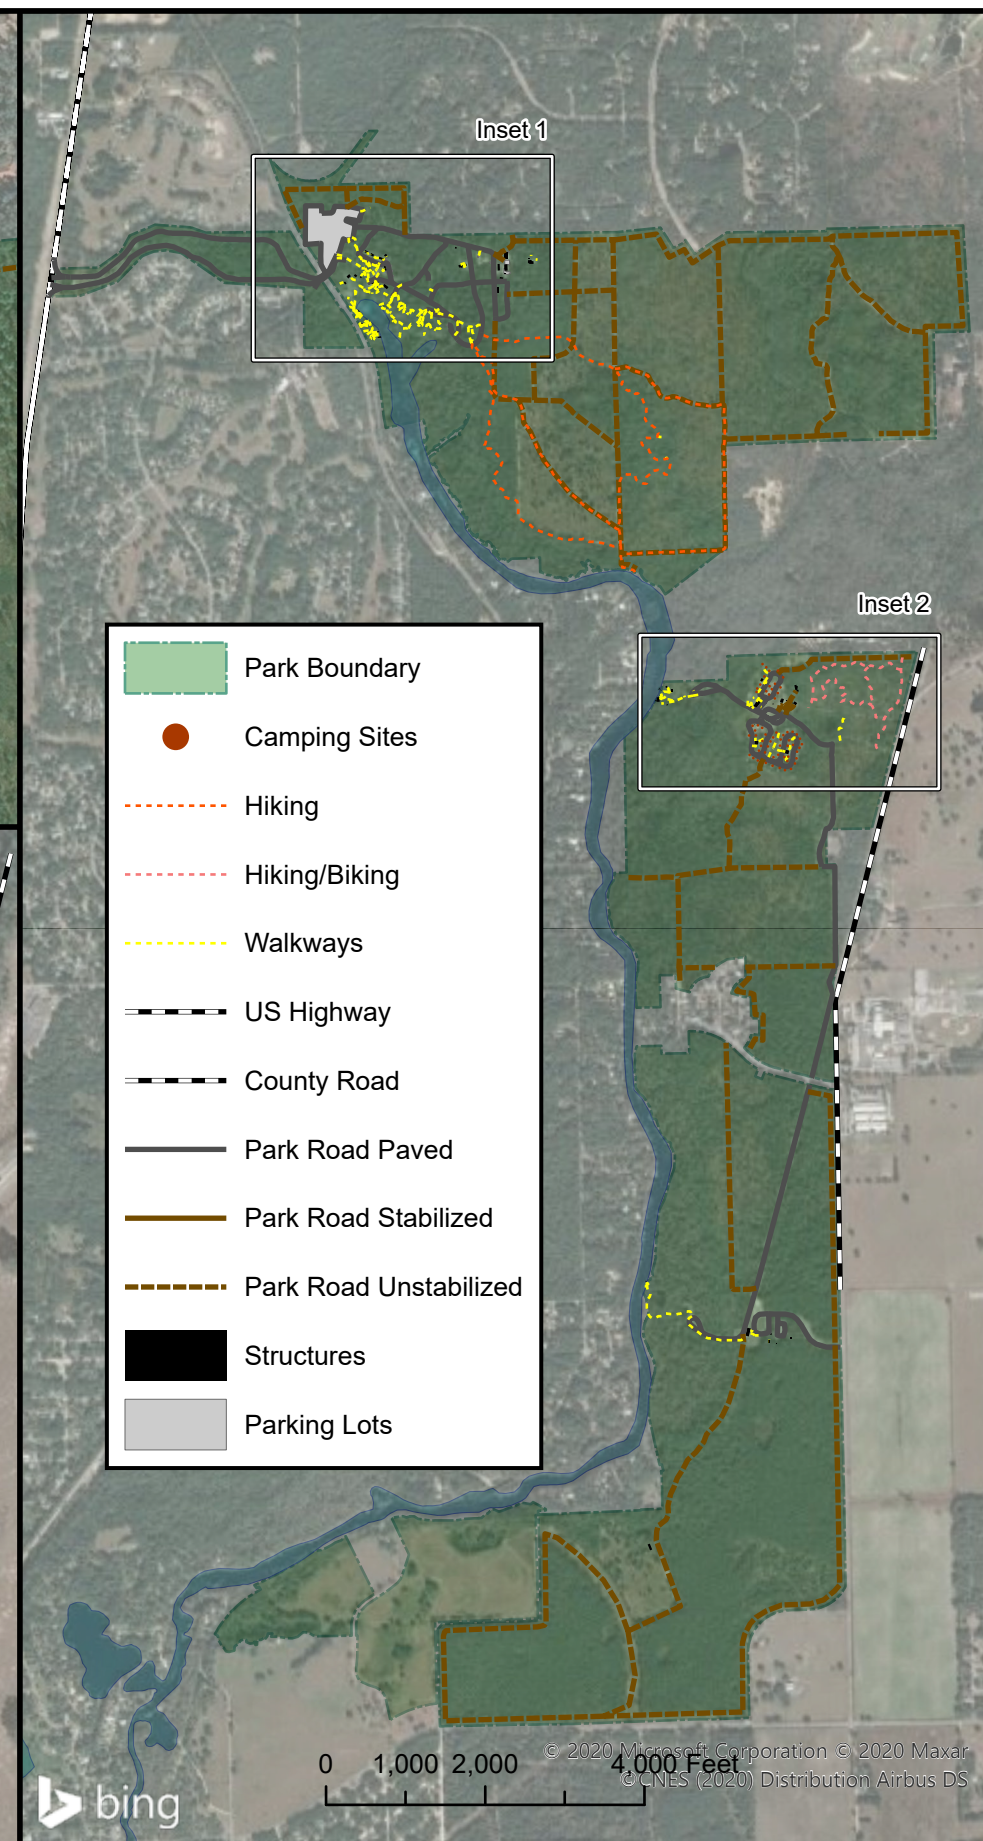 Inset 1
Inset 2
Park Boundary
Camping Sites
Hiking
Hiking/Biking
Walkways
US Highway
County Road
Park Road Paved
Park Road Stabilized
Park Road Unstabilized
Structures
Parking Lots
0 1,000 2,000 4,000 Feet
© 2020 Microsoft Corporation © 2020 Maxar
©CNES (2020) Distribution Airbus DS
bing